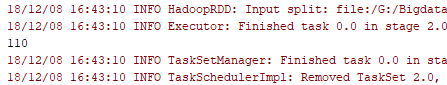 18/12/08 16:43:10 INFO HadoopRDD: Input split: file:/G:/Bigdata
18/12/08 16:43:10 INFO Executor: Finished task 0.0 in stage 2.0
110
18/12/08 16:43:10 INFO TaskSetManager: Finished task 0.0 in sta
18/12/08 16:43:10 INFO TaskSchedulerImpl: Removed TaskSet 2.0,